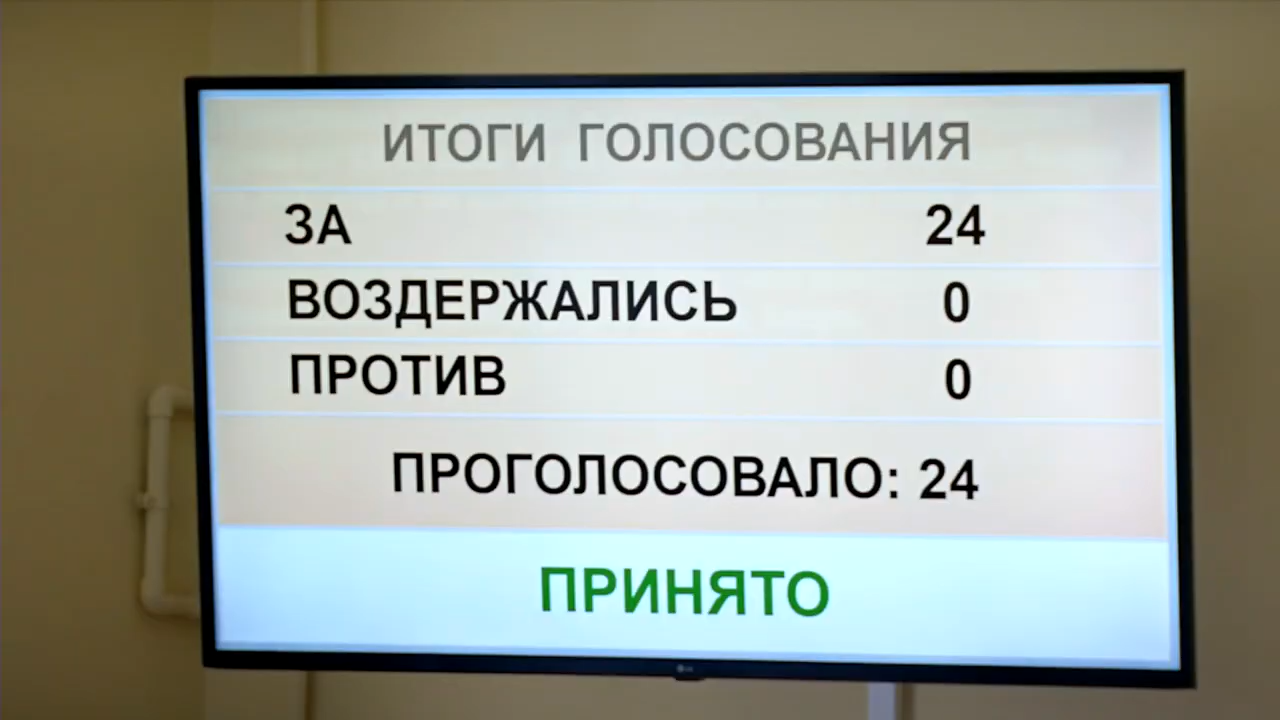 ИТОГИ ГОЛОСОВАНИЯ
ЗА 24
ВОЗДЕРЖАЛИСЬ 0
ПРОТИВ 0
ПРОГОЛОСОВАЛО: 24
ПРИНЯТО